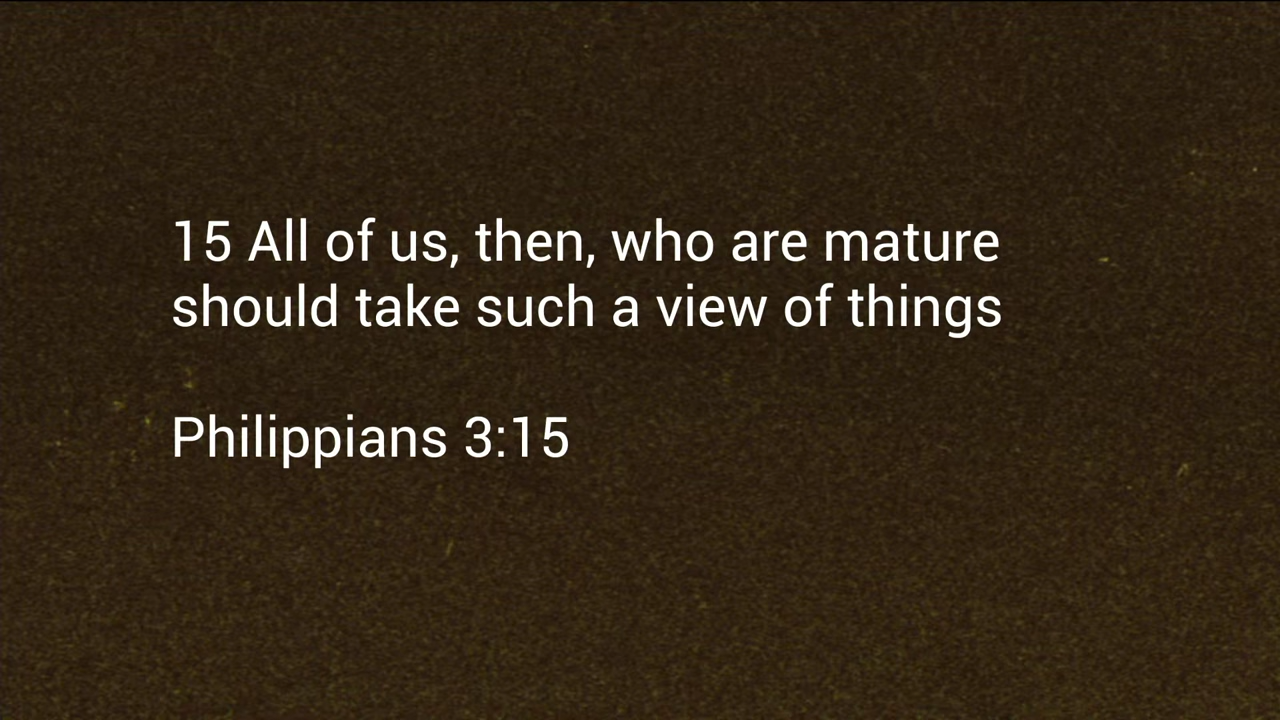 15 All of us, then, who are mature
should take such a view of things
Philippians 3:15